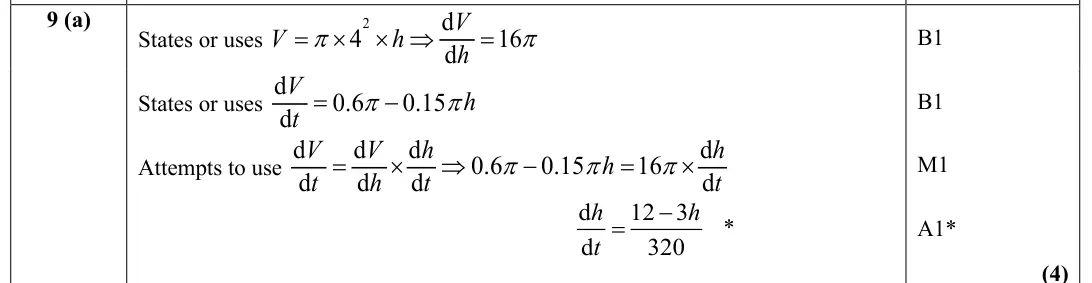 9 (a)
States or uses V = π × 4² × h ⇒ dV/dh = 16π B1
States or uses dV/dt = 0.6π − 0.15πh B1
Attempts to use dV/dt = dV/dh × dh/dt ⇒ 0.6π − 0.15πh = 16π × dh/dt M1
dh/dt = (12 − 3h)/320 * A1*
(4)